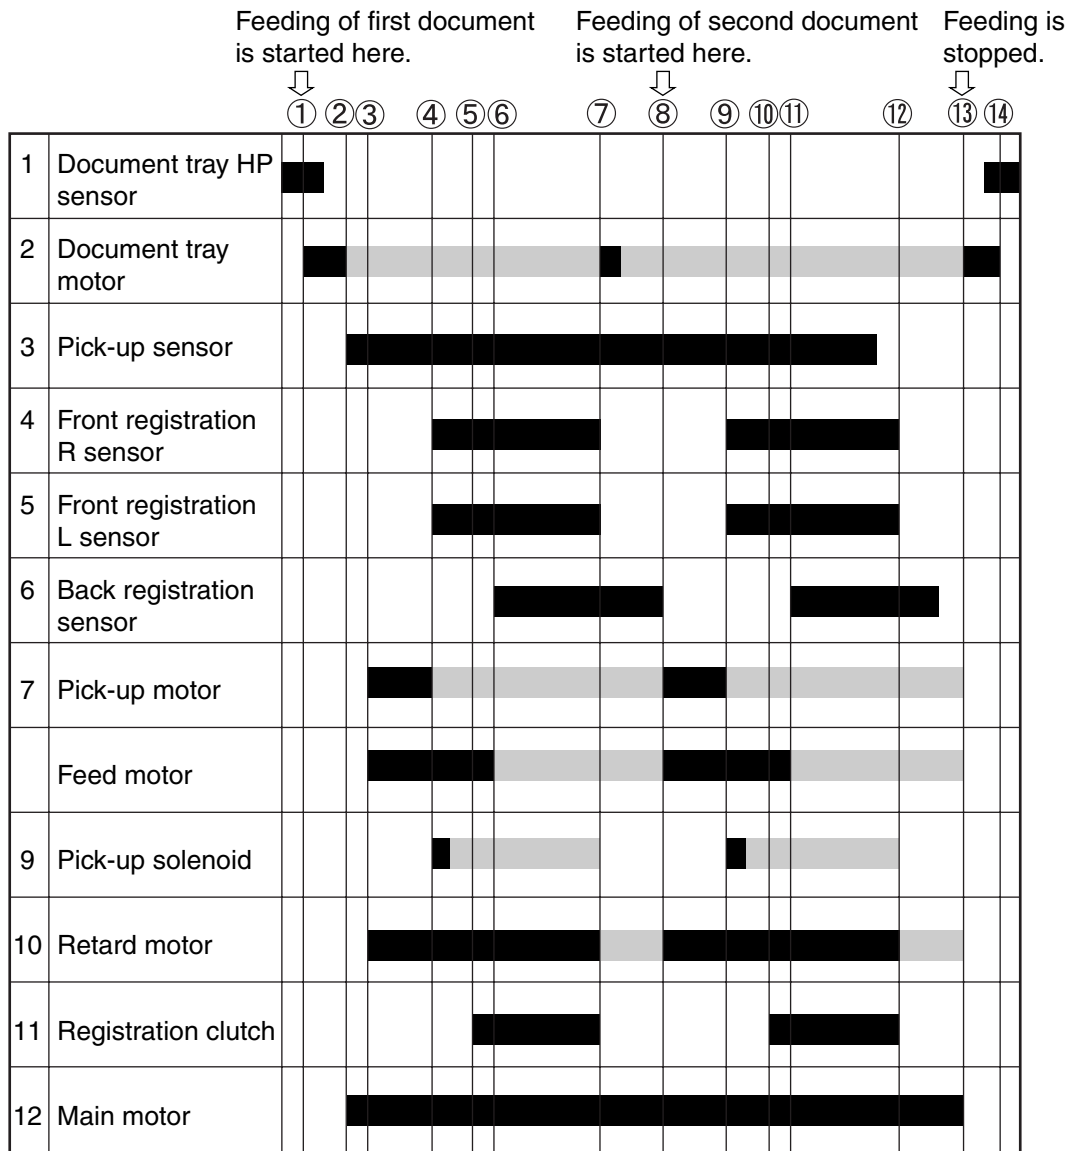 Feeding of first document
is started here.
Feeding of second document
is started here.
Feeding is
stopped.
① ② ③ ④ ⑤ ⑥ ⑦ ⑧ ⑨ ⑩ ⑪ ⑫ ⑬ ⑭
1 Document tray HP
sensor
2 Document tray
motor
3 Pick-up sensor
4 Front registration
R sensor
5 Front registration
L sensor
6 Back registration
sensor
7 Pick-up motor
Feed motor
9 Pick-up solenoid
10 Retard motor
11 Registration clutch
12 Main motor